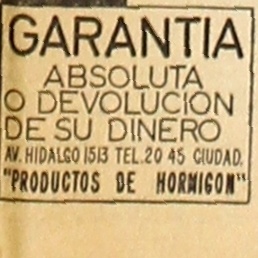 GARANTIA
ABSOLUTA
O DEVOLUCION
DE SU DINERO
AV. HIDALGO 1513 TEL. 20 45 CIUDAD.
"PRODUCTOS DE HORMIGON"